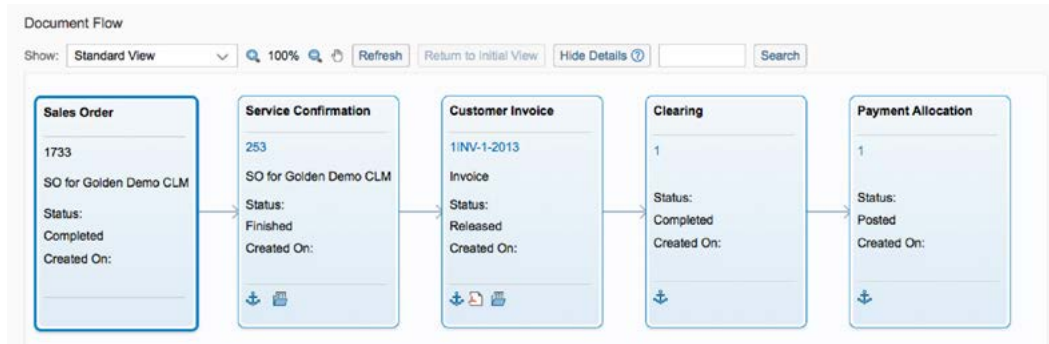 Document Flow
Show: Standard View 100% Refresh Return to Initial View Hide Details Search
Sales Order
1733
SO for Golden Demo CLM
Status:
Completed
Created On:
Service Confirmation
253
SO for Golden Demo CLM
Status:
Finished
Created On:
Customer Invoice
1INV-1-2013
Invoice
Status:
Released
Created On:
Clearing
1
Status:
Completed
Created On:
Payment Allocation
1
Status:
Posted
Created On: